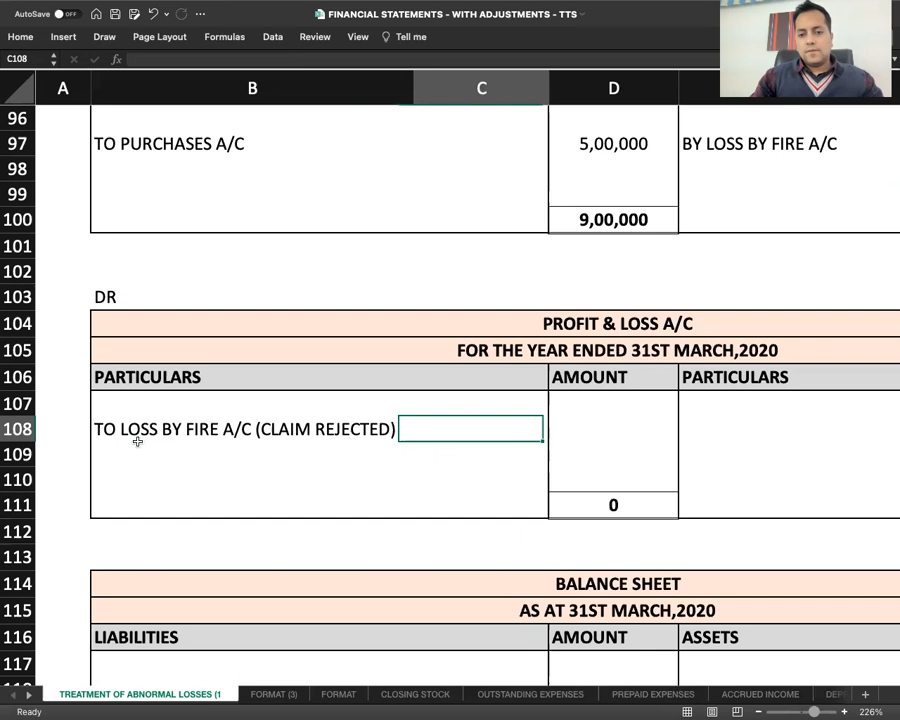 AutoSave OFF ... FINANCIAL STATEMENTS - WITH ADJUSTMENTS - TTS
Home Insert Draw Page Layout Formulas Data Review View Tell me
C108 fx
A B C D
96
97 TO PURCHASES A/C 5,00,000 BY LOSS BY FIRE A/C
98
99
100 9,00,000
101
102
103 DR
104 PROFIT & LOSS A/C
105 FOR THE YEAR ENDED 31ST MARCH,2020
106 PARTICULARS AMOUNT PARTICULARS
107
108 TO LOSS BY FIRE A/C (CLAIM REJECTED)
109
110
111 0
112
113
114 BALANCE SHEET
115 AS AT 31ST MARCH,2020
116 LIABILITIES AMOUNT ASSETS
117
TREATMENT OF ABNORMAL LOSSES (1 FORMAT (3) FORMAT CLOSING STOCK OUTSTANDING EXPENSES PREPAID EXPENSES ACCRUED INCOME DEP +
Ready - + 226%